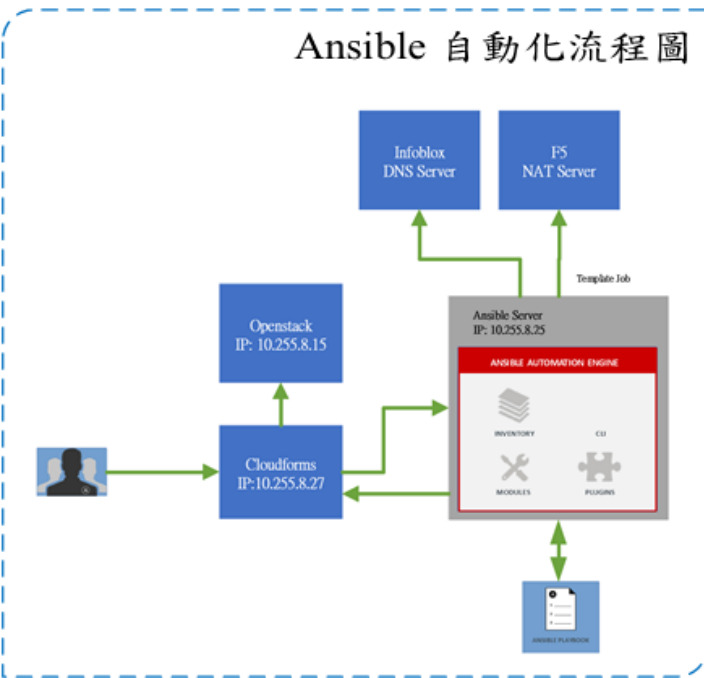 Ansible 自動化流程圖
Infoblox
DNS Server
F5
NAT Server
Template Job
Openstack
IP: 10.255.8.15
Ansible Server
IP: 10.255.8.25
ANSIBLE AUTOMATION ENGINE
INVENTORY
CLI
MODULES
PLUGINS
Cloudforms
IP:10.255.8.27
ANSIBLE PLAYBOOK